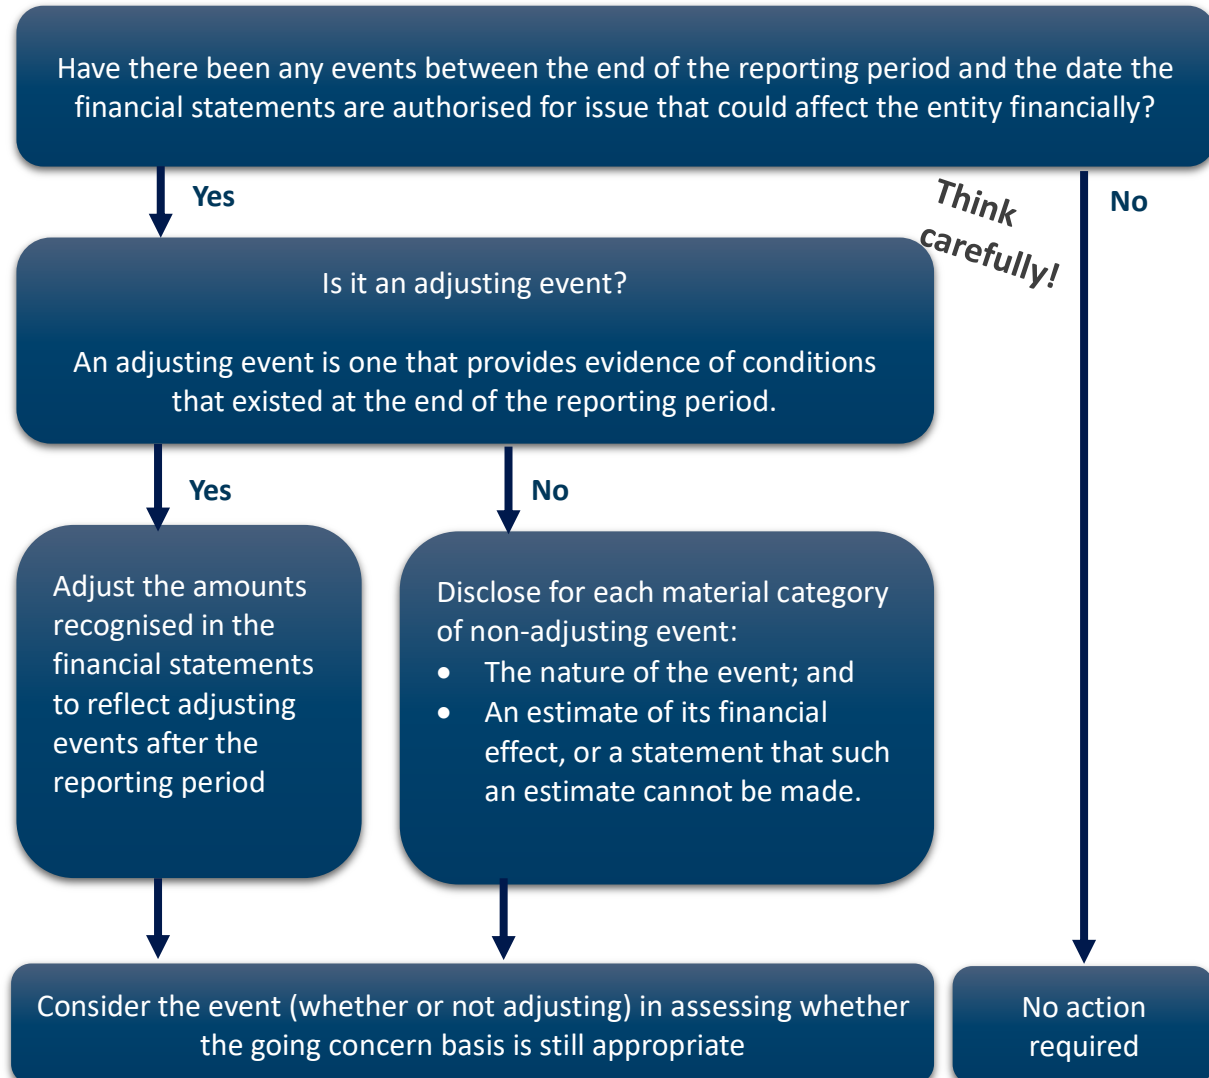 Have there been any events between the end of the reporting period and the date the
financial statements are authorised for issue that could affect the entity financially?
Yes
Think
carefully!
No
Is it an adjusting event?
An adjusting event is one that provides evidence of conditions
that existed at the end of the reporting period.
Yes
No
Adjust the amounts
recognised in the
financial statements
to reflect adjusting
events after the
reporting period
Disclose for each material category
of non-adjusting event:
• The nature of the event; and
• An estimate of its financial
effect, or a statement that such
an estimate cannot be made.
Consider the event (whether or not adjusting) in assessing whether
the going concern basis is still appropriate
No action
required